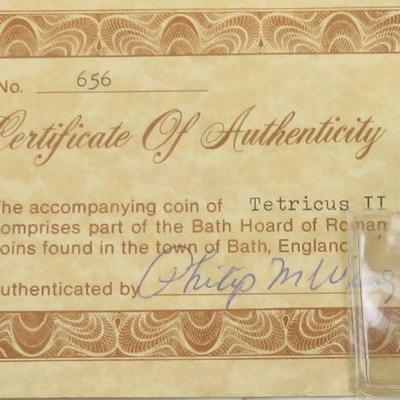 No. 656
Certificate Of Authenticity
The accompanying coin of Tetricus II
comprises part of the Bath Hoard of Roman
coins found in the town of Bath, England
Authenticated by Philip M